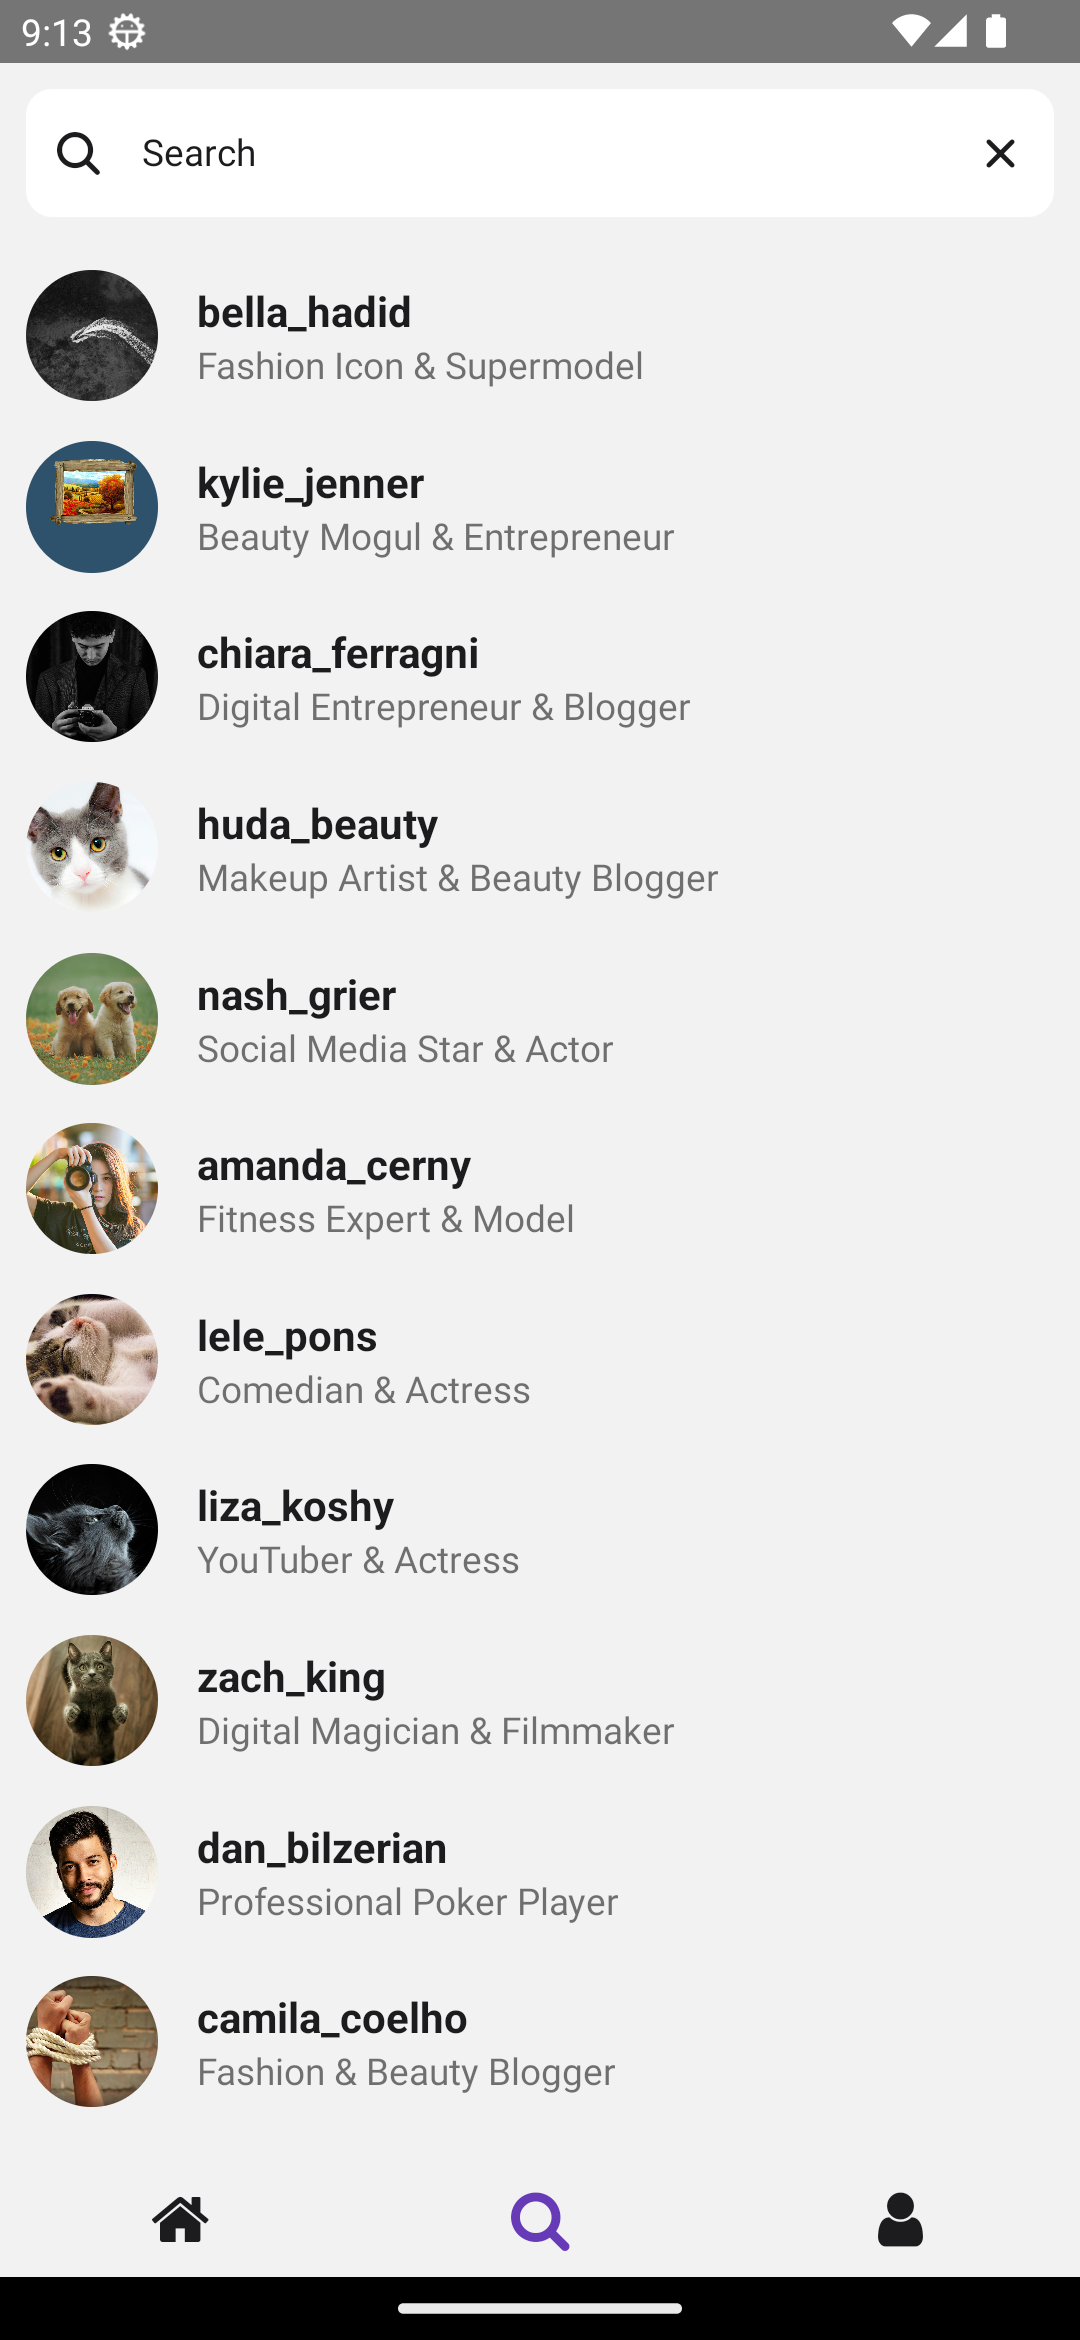 9:13
Search
bella_hadid
Fashion Icon & Supermodel
kylie_jenner
Beauty Mogul & Entrepreneur
chiara_ferragni
Digital Entrepreneur & Blogger
huda_beauty
Makeup Artist & Beauty Blogger
nash_grier
Social Media Star & Actor
amanda_cerny
Fitness Expert & Model
lele_pons
Comedian & Actress
liza_koshy
YouTuber & Actress
zach_king
Digital Magician & Filmmaker
dan_bilzerian
Professional Poker Player
camila_coelho
Fashion & Beauty Blogger